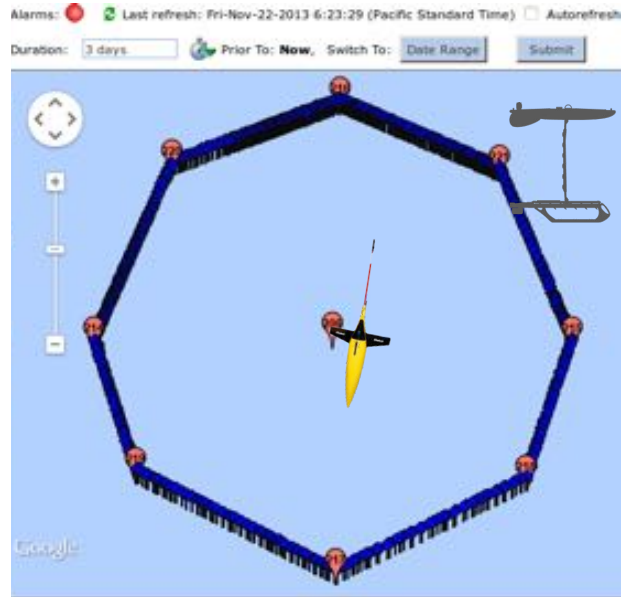 Alarms: Last refresh: Fri-Nov-22-2013 6:23:29 (Pacific Standard Time) Autorefresh
Duration: 3 days Prior To: Now, Switch To: Date Range Submit
Google